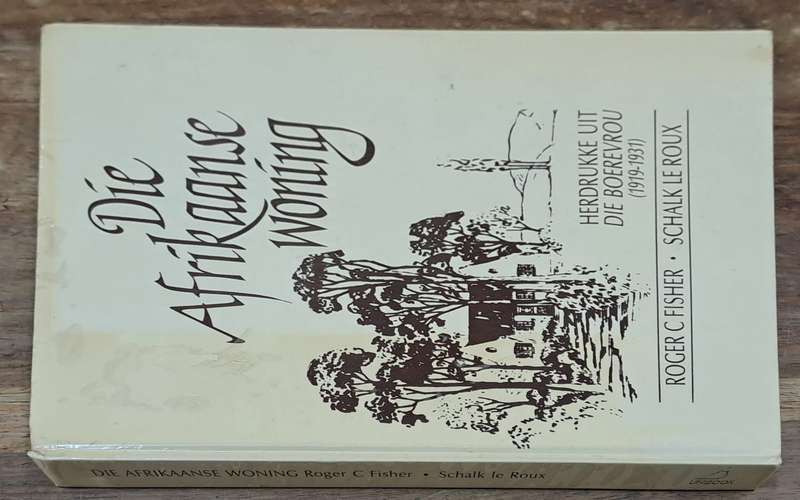 Die
Afrikaanse
woning
HERDRUKKE UIT
DIE BOEREVROU
(1919-1931)
ROGER C FISHER • SCHALK LE ROUX
DIE AFRIKAANSE WONING Roger C Fisher • Schalk le Roux
UNIBOOK